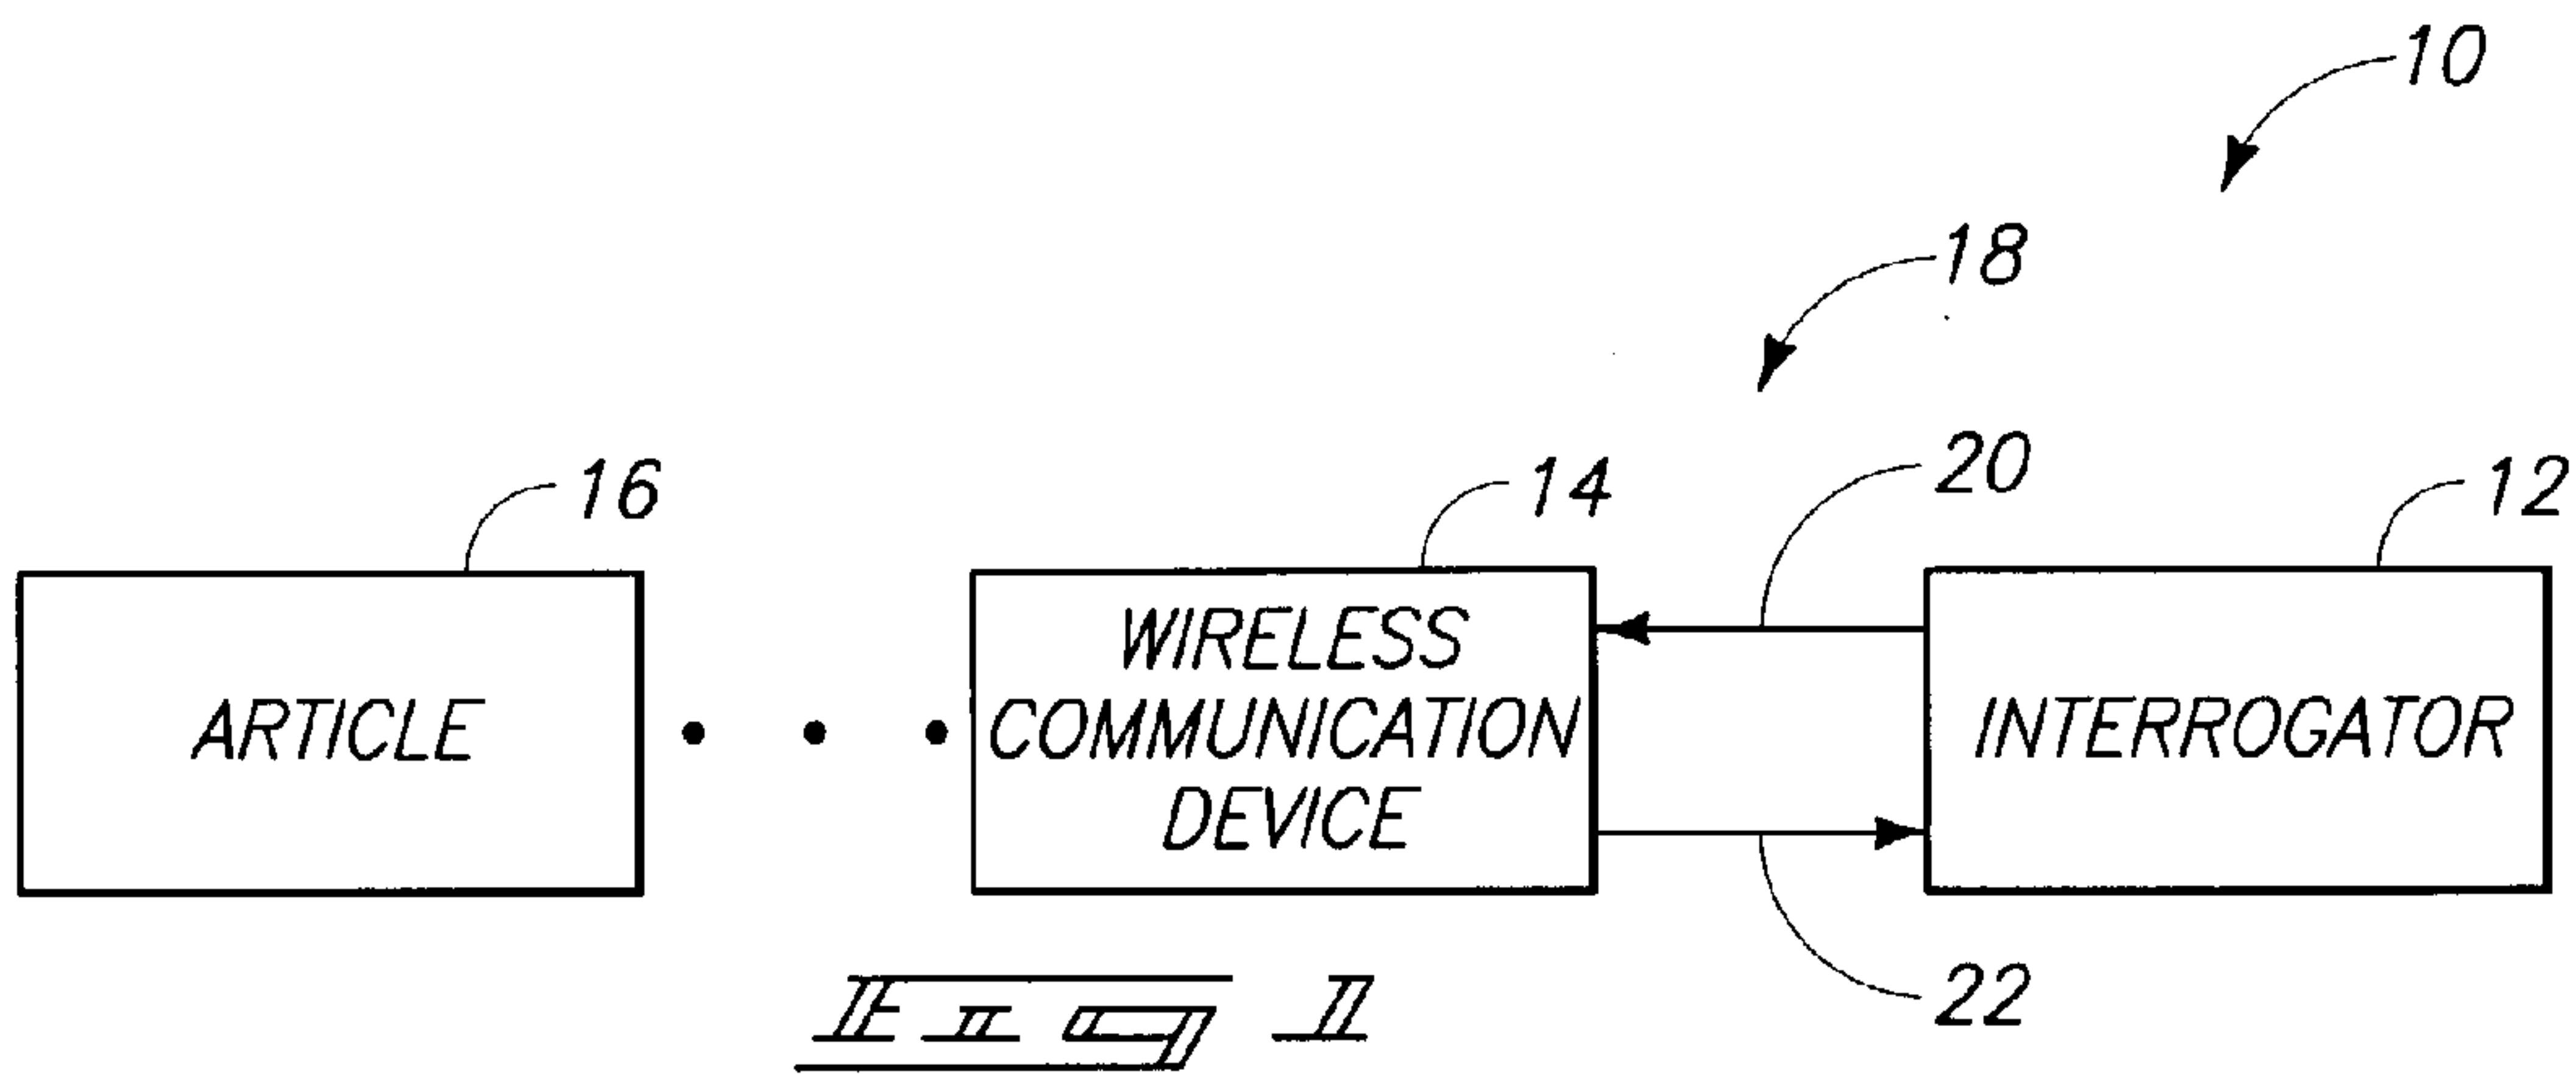 10
18
20
16
14
12
WIRELESS
ARTICLE
COMMUNICATION
INTERROGATOR
DEVICE
22
Fig 1